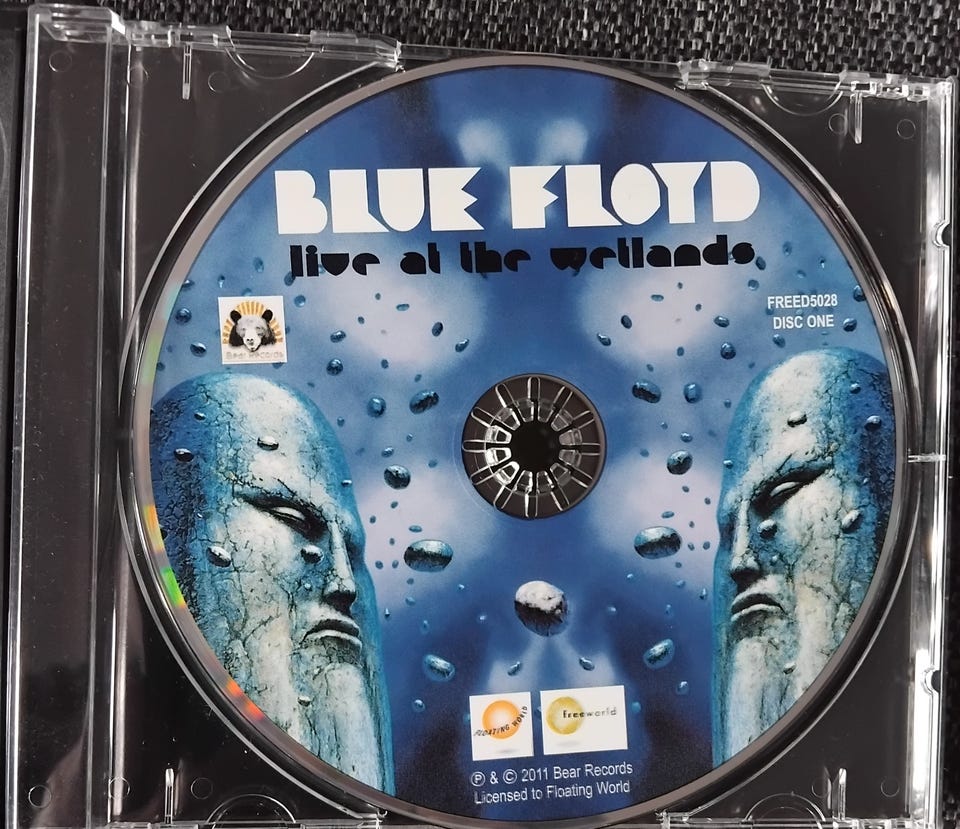 BLUE FLOYD
live at the wetlands
FREED5028
DISC ONE
Bear Records
FLOATING WORLD
freeworld
℗ & © 2011 Bear Records
Licensed to Floating World